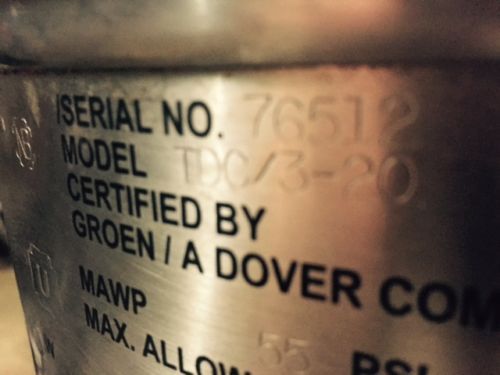 /SERIAL NO. 76512
MODEL TDC/3-20
CERTIFIED BY
GROEN / A DOVER COM
MAWP
MAX. ALLOW 55 PSI